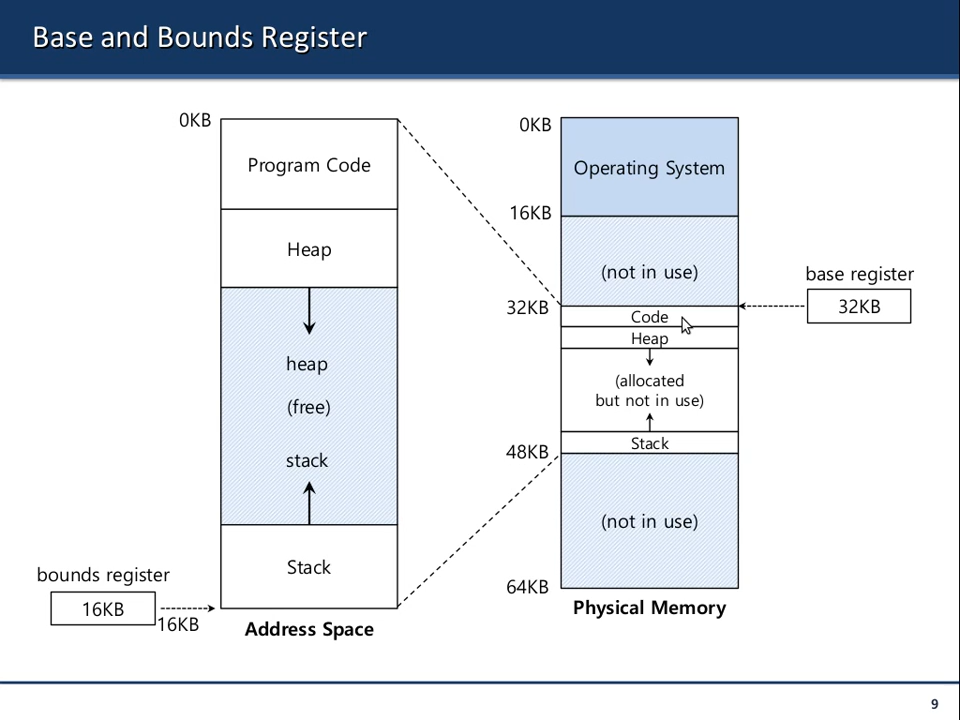 Base and Bounds Register
0KB
Program Code
Heap
heap
(free)
stack
Stack
bounds register
16KB
16KB
Address Space
0KB
Operating System
16KB
(not in use)
32KB
Code
Heap
(allocated
but not in use)
Stack
48KB
(not in use)
64KB
Physical Memory
base register
32KB
9